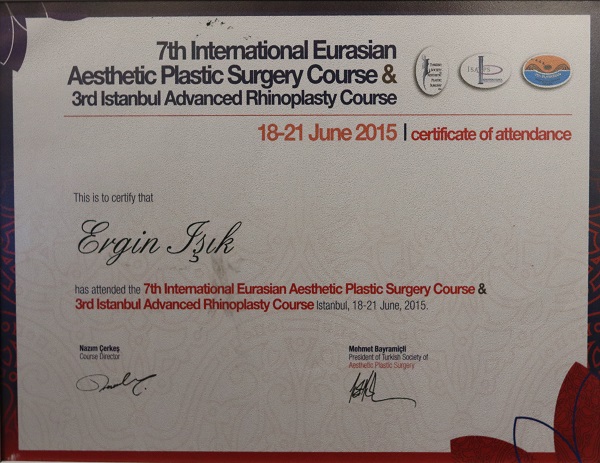 7th International Eurasian
Aesthetic Plastic Surgery Course &
3rd Istanbul Advanced Rhinoplasty Course
18-21 June 2015 | certificate of attendance
This is to certify that
Ergin Işık
has attended the 7th International Eurasian Aesthetic Plastic Surgery Course &
3rd Istanbul Advanced Rhinoplasty Course Istanbul, 18-21 June, 2015.
Nazım Çerkeş
Course Director
Mehmet Bayramiçli
President of Turkish Society of
Aesthetic Plastic Surgery